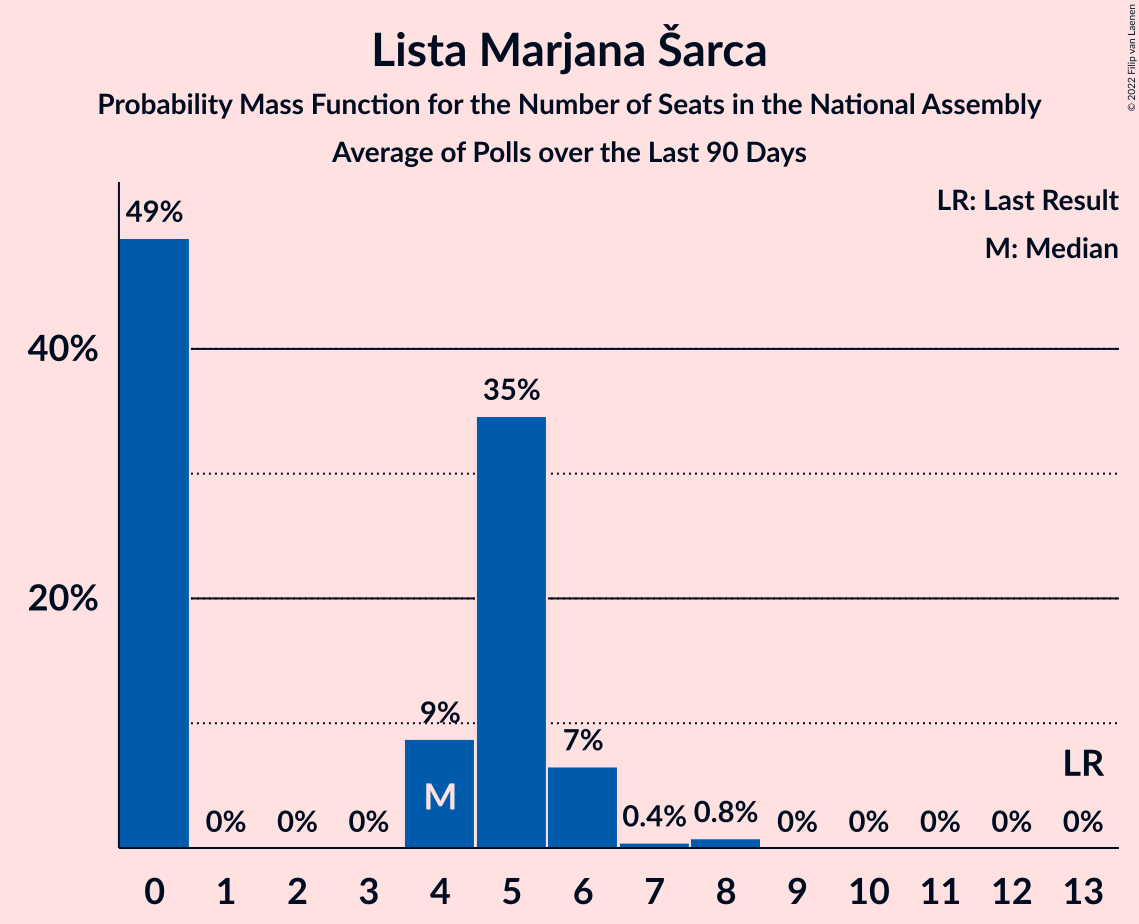 Lista Marjana Šarca
Probability Mass Function for the Number of Seats in the National Assembly
Average of Polls over the Last 90 Days
© 2022 Filip van Laenen
LR: Last Result
M: Median
49%
40%
35%
20%
9%
7%
LR
M
0% 0% 0% 0.4% 0.8% 0% 0% 0% 0% 0%
0 1 2 3 4 5 6 7 8 9 10 11 12 13